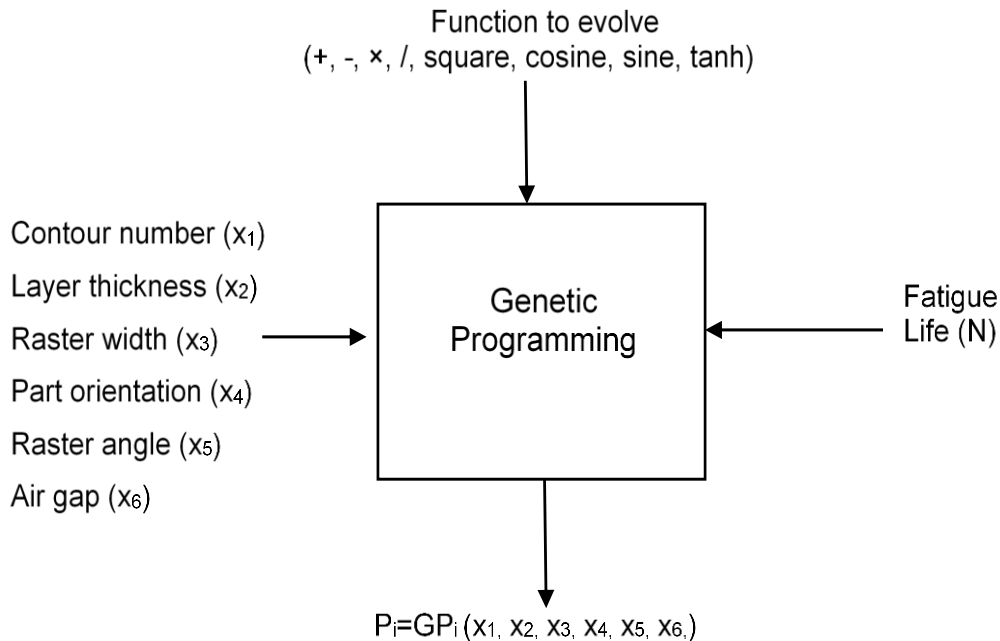 Function to evolve
(+, -, ×, /, square, cosine, sine, tanh)
Contour number (x₁)
Layer thickness (x₂)
Raster width (x₃)
Part orientation (x₄)
Raster angle (x₅)
Air gap (x₆)
Genetic
Programming
Fatigue
Life (N)
Pᵢ=GPᵢ (x₁, x₂, x₃, x₄, x₅, x₆,)